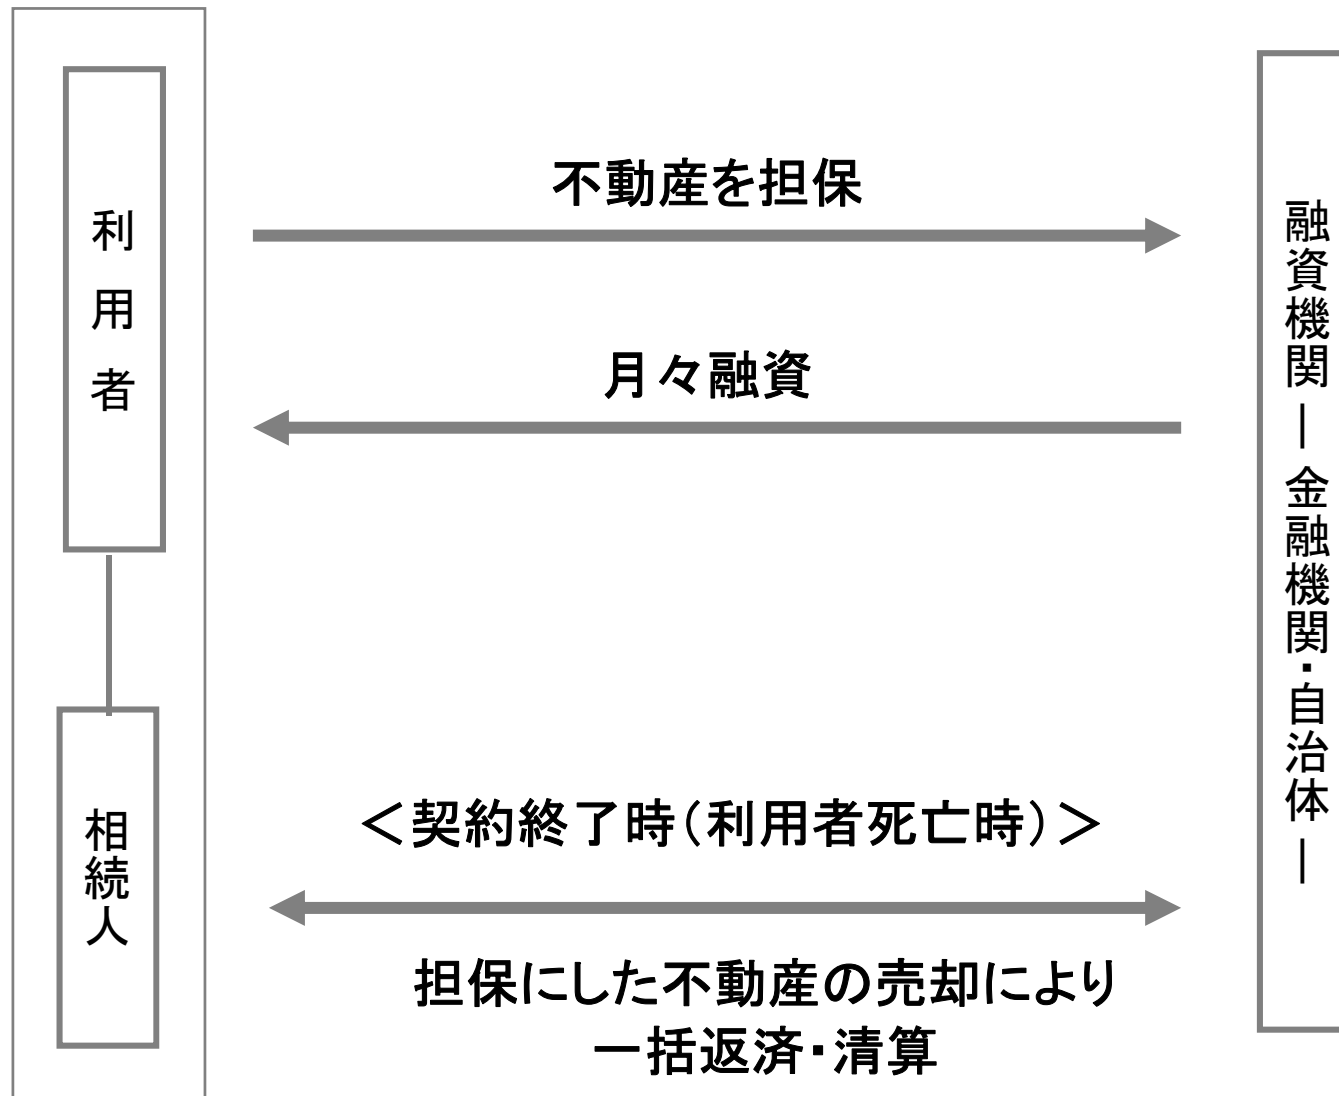 利用者
不動産を担保
月々融資
融資機関―金融機関・自治体―
相続人
＜契約終了時（利用者死亡時）＞
担保にした不動産の売却により
一括返済・清算